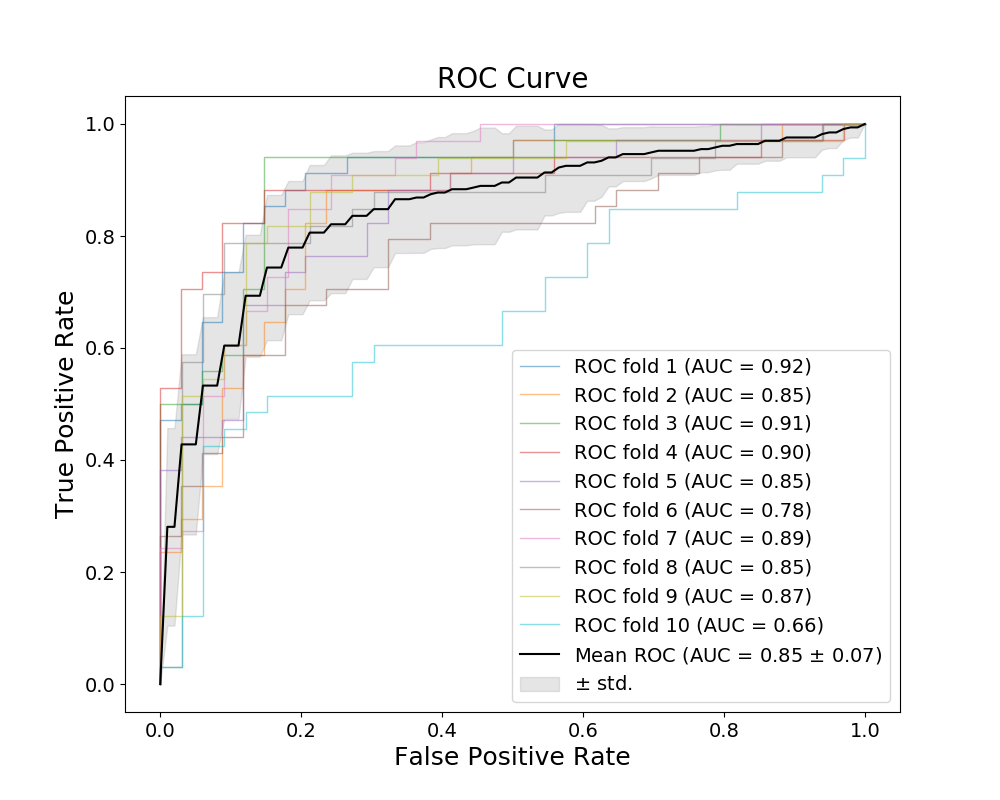 ROC Curve
True Positive Rate
1.0
0.8
0.6
0.4
0.2
0.0
ROC fold 1 (AUC = 0.92)
ROC fold 2 (AUC = 0.85)
ROC fold 3 (AUC = 0.91)
ROC fold 4 (AUC = 0.90)
ROC fold 5 (AUC = 0.85)
ROC fold 6 (AUC = 0.78)
ROC fold 7 (AUC = 0.89)
ROC fold 8 (AUC = 0.85)
ROC fold 9 (AUC = 0.87)
ROC fold 10 (AUC = 0.66)
Mean ROC (AUC = 0.85 ± 0.07)
± std.
0.0 0.2 0.4 0.6 0.8 1.0
False Positive Rate